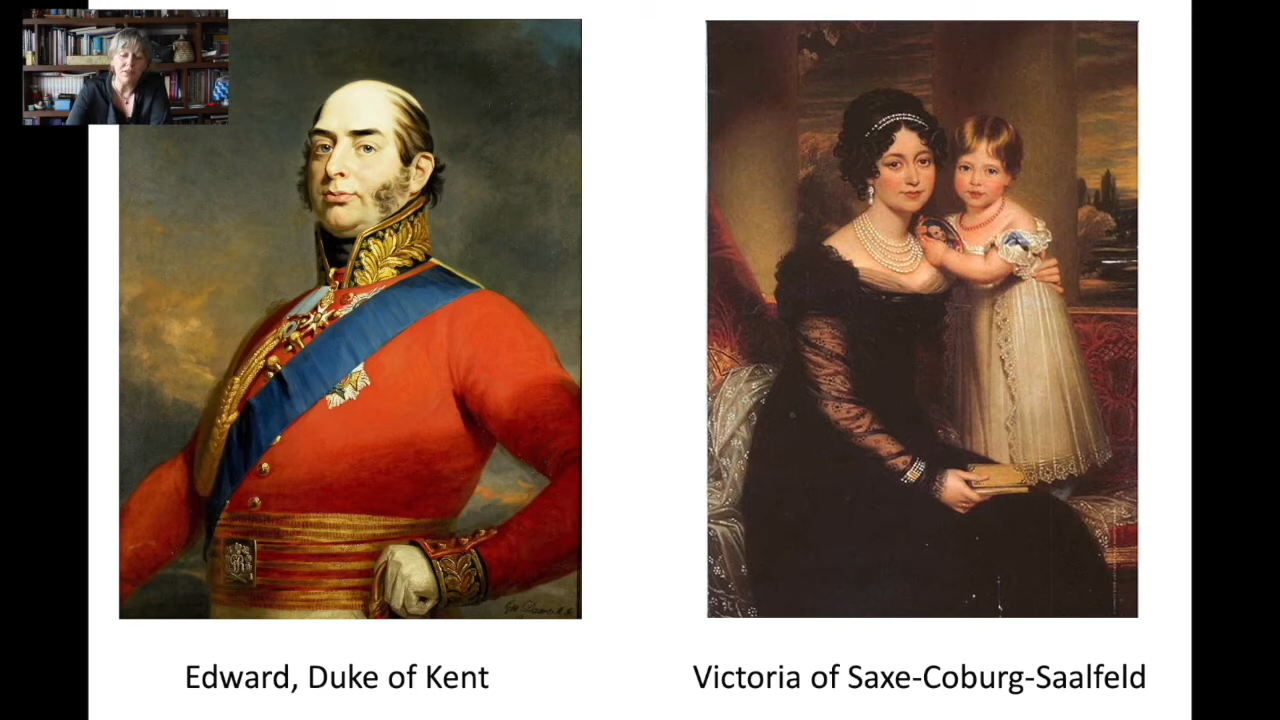 Edward, Duke of Kent
Victoria of Saxe-Coburg-Saalfeld